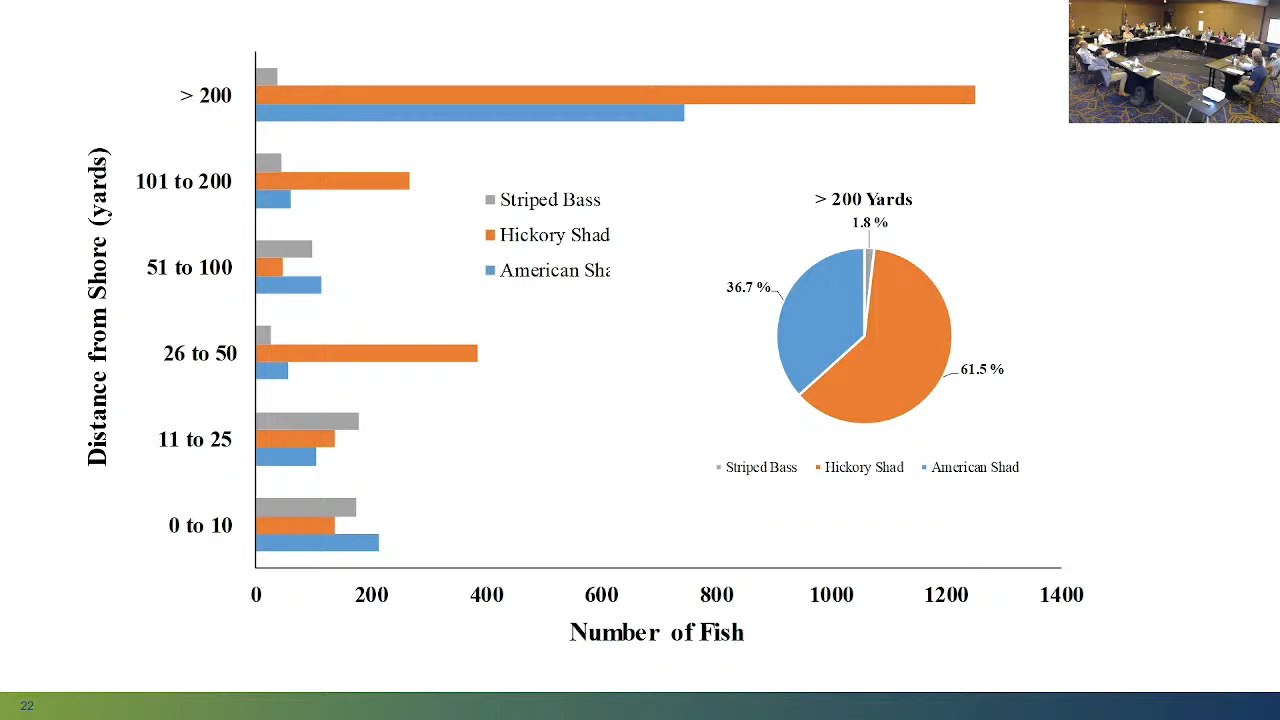 Distance from Shore (yards)
> 200
101 to 200
51 to 100
26 to 50
11 to 25
0 to 10
0 200 400 600 800 1000 1200 1400
Number of Fish
Striped Bass
Hickory Shad
American Sha
> 200 Yards
1.8 %
36.7 %
61.5 %
Striped Bass Hickory Shad American Shad
22